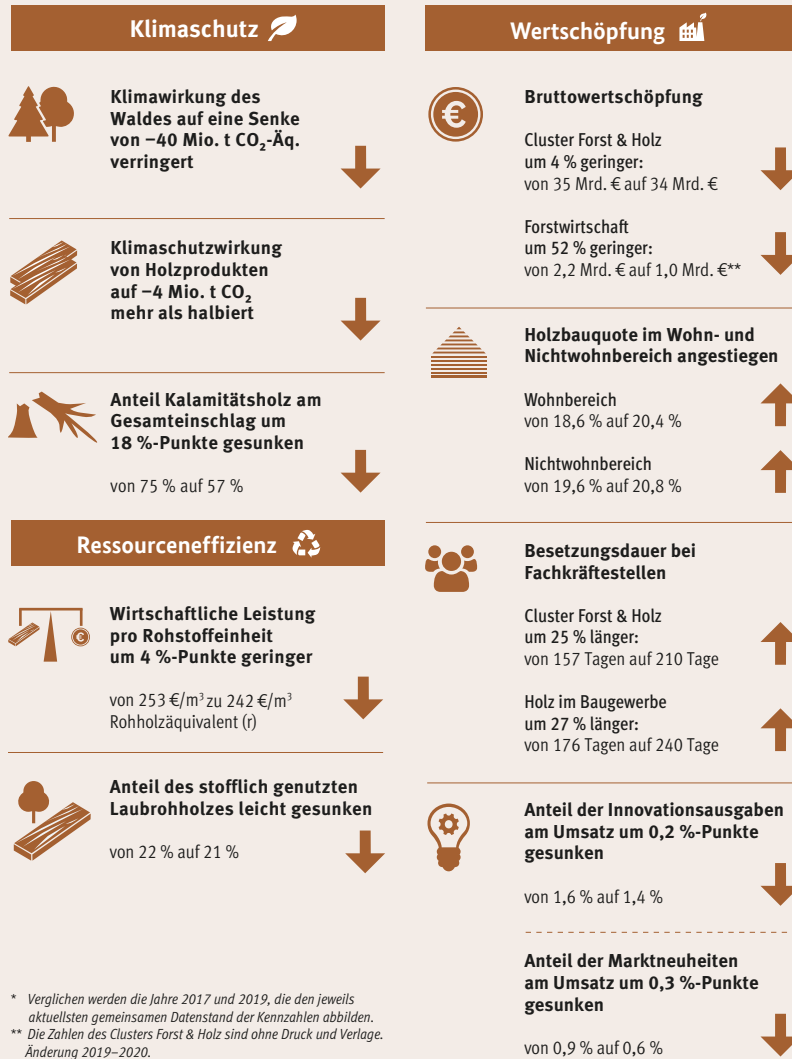 Klimaschutz
Klimawirkung des
Waldes auf eine Senke
von –40 Mio. t CO₂-Äq.
verringert
Klimaschutzwirkung
von Holzprodukten
auf –4 Mio. t CO₂
mehr als halbiert
Anteil Kalamitätsholz am
Gesamteinschlag um
18 %-Punkte gesunken
von 75 % auf 57 %
Ressourceneffizienz
Wirtschaftliche Leistung
pro Rohstoffeinheit
um 4 %-Punkte geringer
von 253 €/m³ zu 242 €/m³
Rohholzäquivalent (r)
Anteil des stofflich genutzten
Laubrohholzes leicht gesunken
von 22 % auf 21 %
* Verglichen werden die Jahre 2017 und 2019, die den jeweils
aktuellsten gemeinsamen Datenstand der Kennzahlen abbilden.
** Die Zahlen des Clusters Forst & Holz sind ohne Druck und Verlage.
Änderung 2019–2020.
Wertschöpfung
€
Bruttowertschöpfung
Cluster Forst & Holz
um 4 % geringer:
von 35 Mrd. € auf 34 Mrd. €
Forstwirtschaft
um 52 % geringer:
von 2,2 Mrd. € auf 1,0 Mrd. €**
Holzbauquote im Wohn- und
Nichtwohnbereich angestiegen
Wohnbereich
von 18,6 % auf 20,4 %
Nichtwohnbereich
von 19,6 % auf 20,8 %
Besetzungsdauer bei
Fachkräftestellen
Cluster Forst & Holz
um 25 % länger:
von 157 Tagen auf 210 Tage
Holz im Baugewerbe
um 27 % länger:
von 176 Tagen auf 240 Tage
Anteil der Innovationsausgaben
am Umsatz um 0,2 %-Punkte
gesunken
von 1,6 % auf 1,4 %
Anteil der Marktneuheiten
am Umsatz um 0,3 %-Punkte
gesunken
von 0,9 % auf 0,6 %